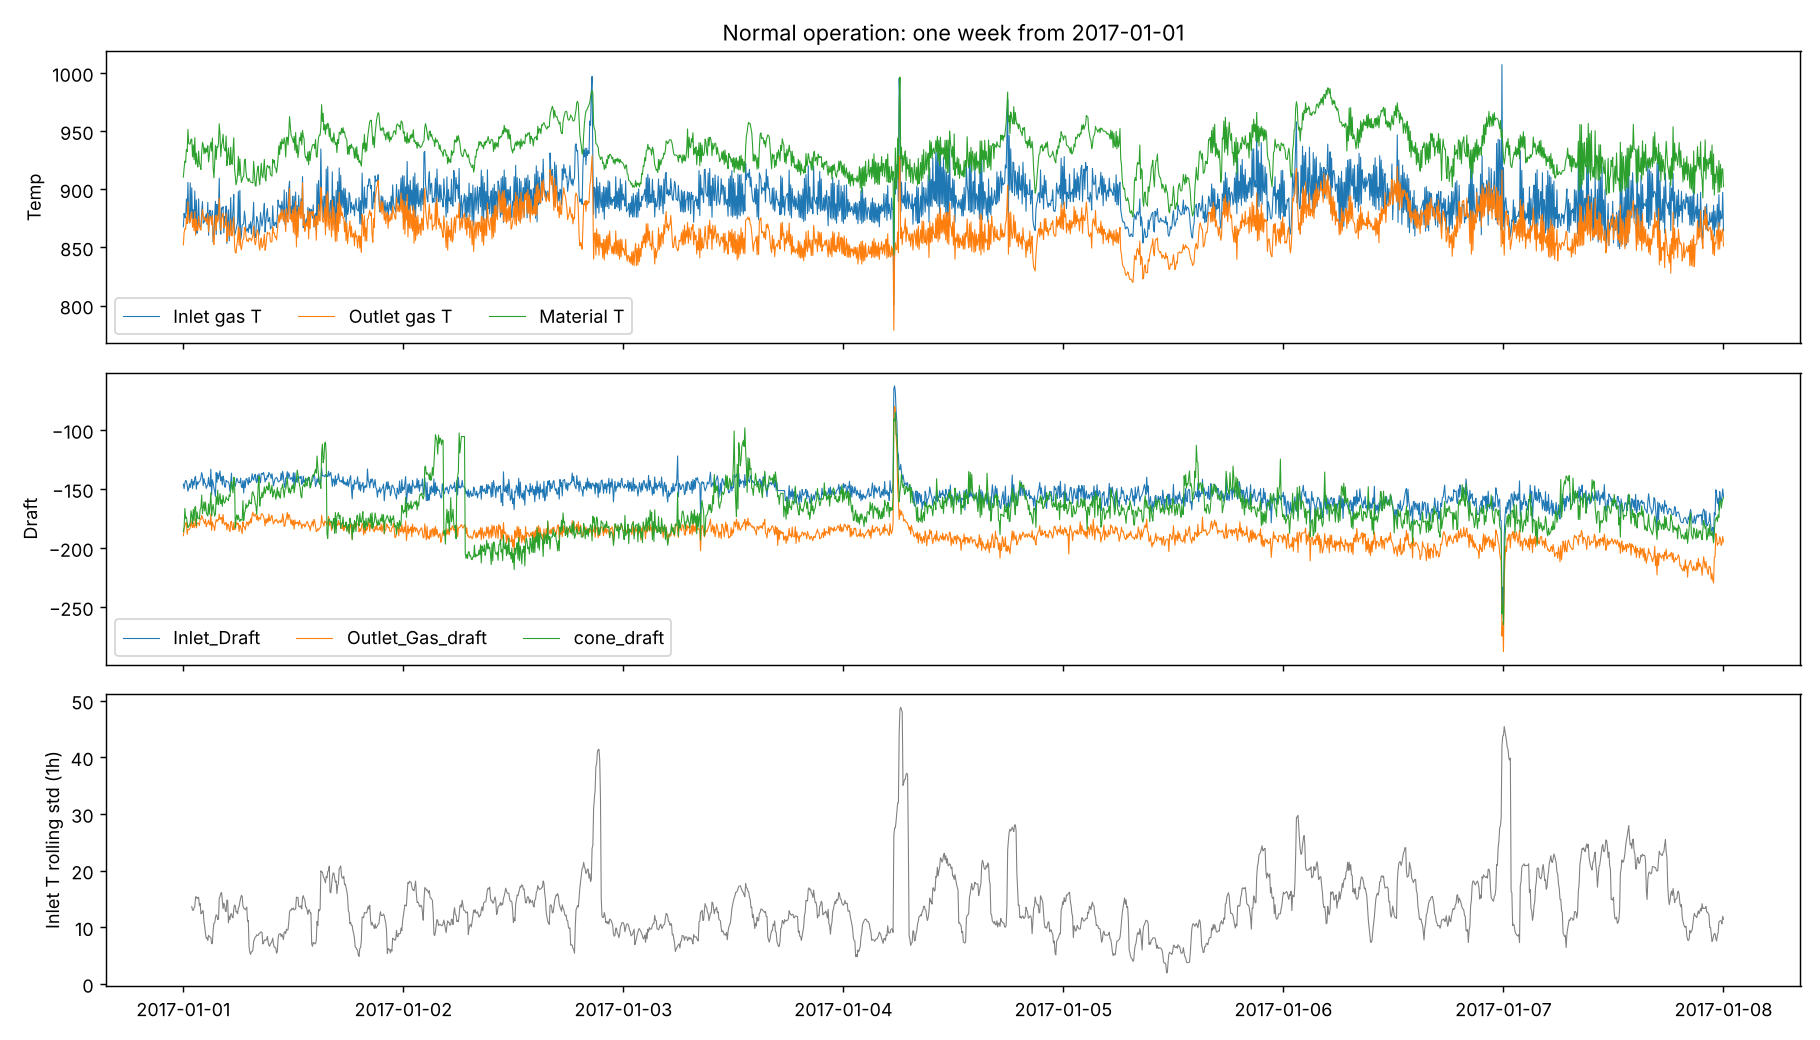 Normal operation: one week from 2017-01-01
Temp
1000
950
900
850
800
Inlet gas T
Outlet gas T
Material T
Draft
−100
−150
−200
−250
Inlet_Draft
Outlet_Gas_draft
cone_draft
Inlet T rolling std (1h)
50
40
30
20
10
0
2017-01-01
2017-01-02
2017-01-03
2017-01-04
2017-01-05
2017-01-06
2017-01-07
2017-01-08